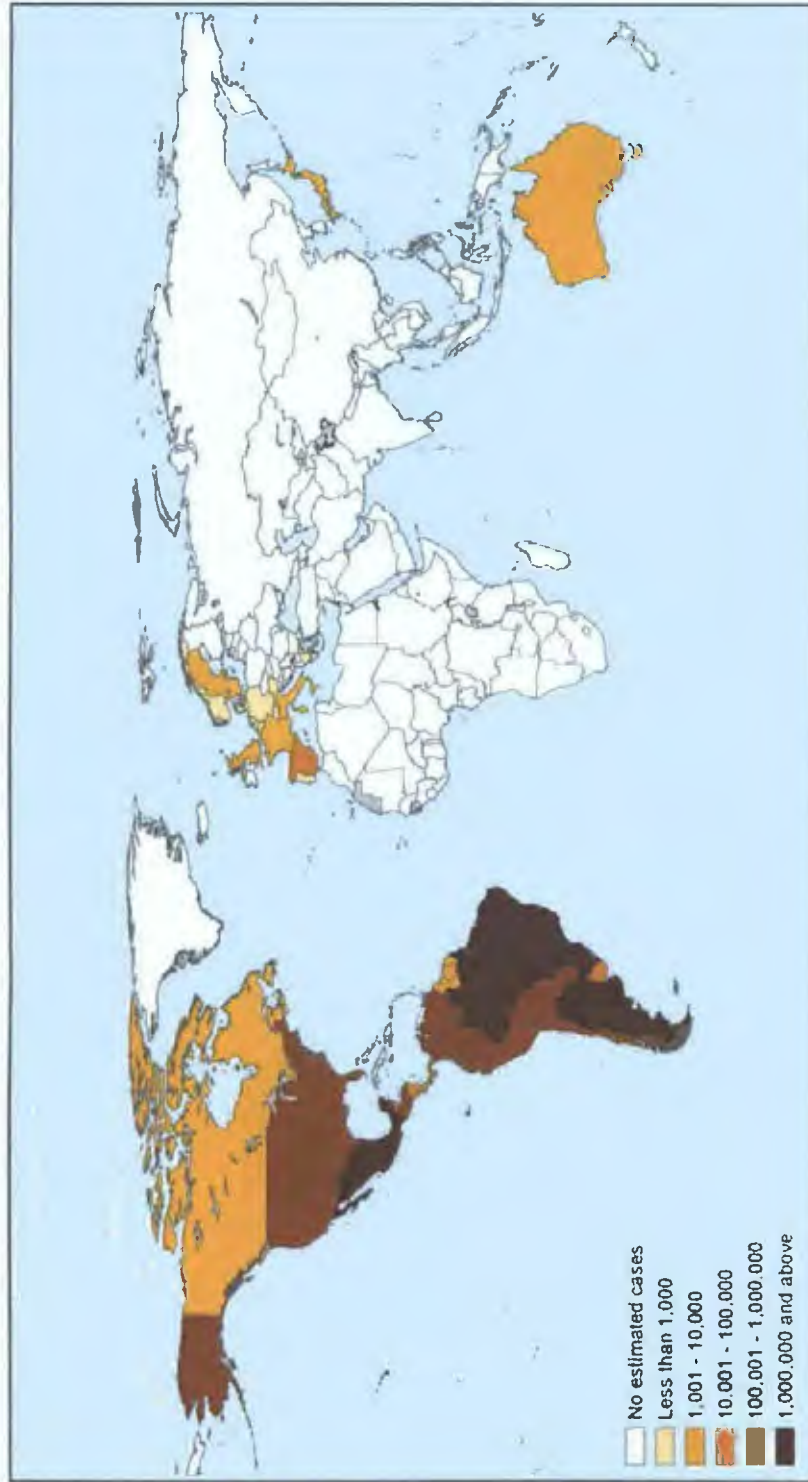 No estimated cases
Less than 1.000
1.001 - 10.000
10.001 - 100.000
100.001 - 1.000.000
1.000.000 and above